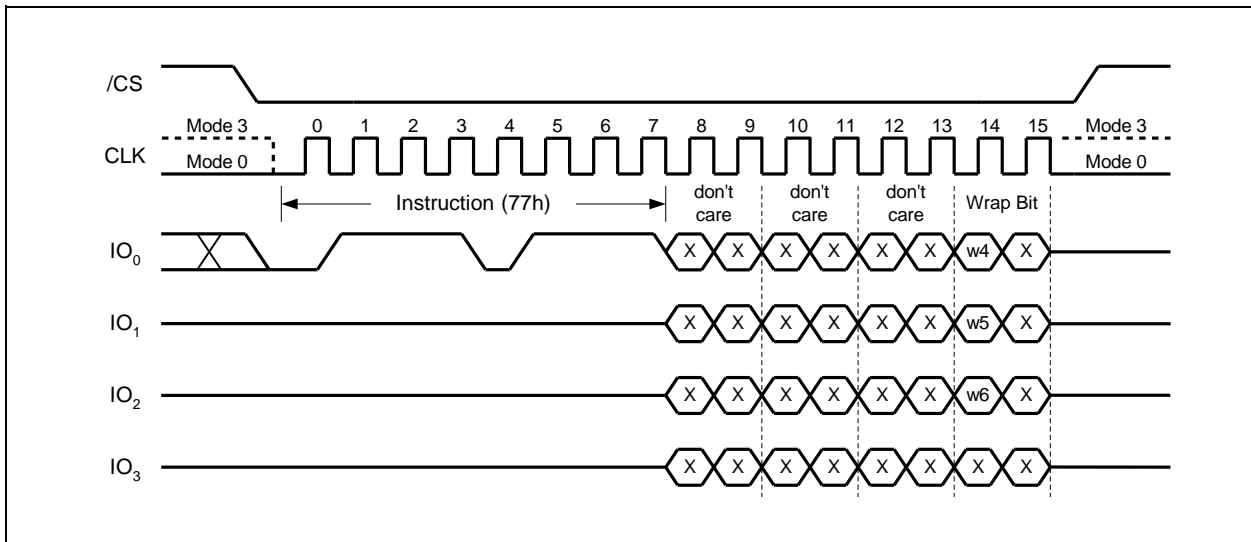 /CS
Mode 3 0 1 2 3 4 5 6 7 8 9 10 11 12 13 14 15 Mode 3
CLK Mode 0 Mode 0
Instruction (77h) don't care don't care don't care Wrap Bit
IO0 X X X X X X w4 X
IO1 X X X X X X w5 X
IO2 X X X X X X w6 X
IO3 X X X X X X X X